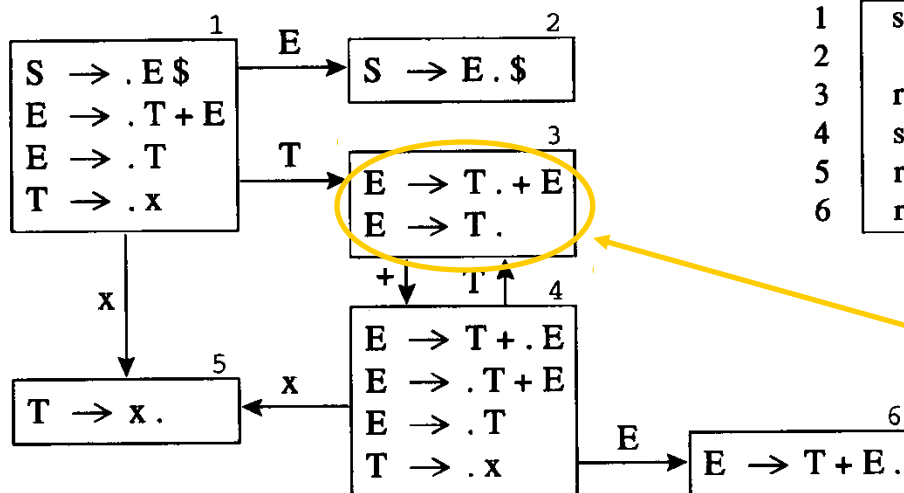 1
S → . E $
E → . T + E
E → . T
T → . x
E
2
S → E . $
T
3
E → T . + E
E → T .
x
+
T
4
E → T + . E
E → . T + E
E → . T
T → . x
x
5
T → x .
E
6
E → T + E .
1 s
2
3 r
4 s
5 r
6 r